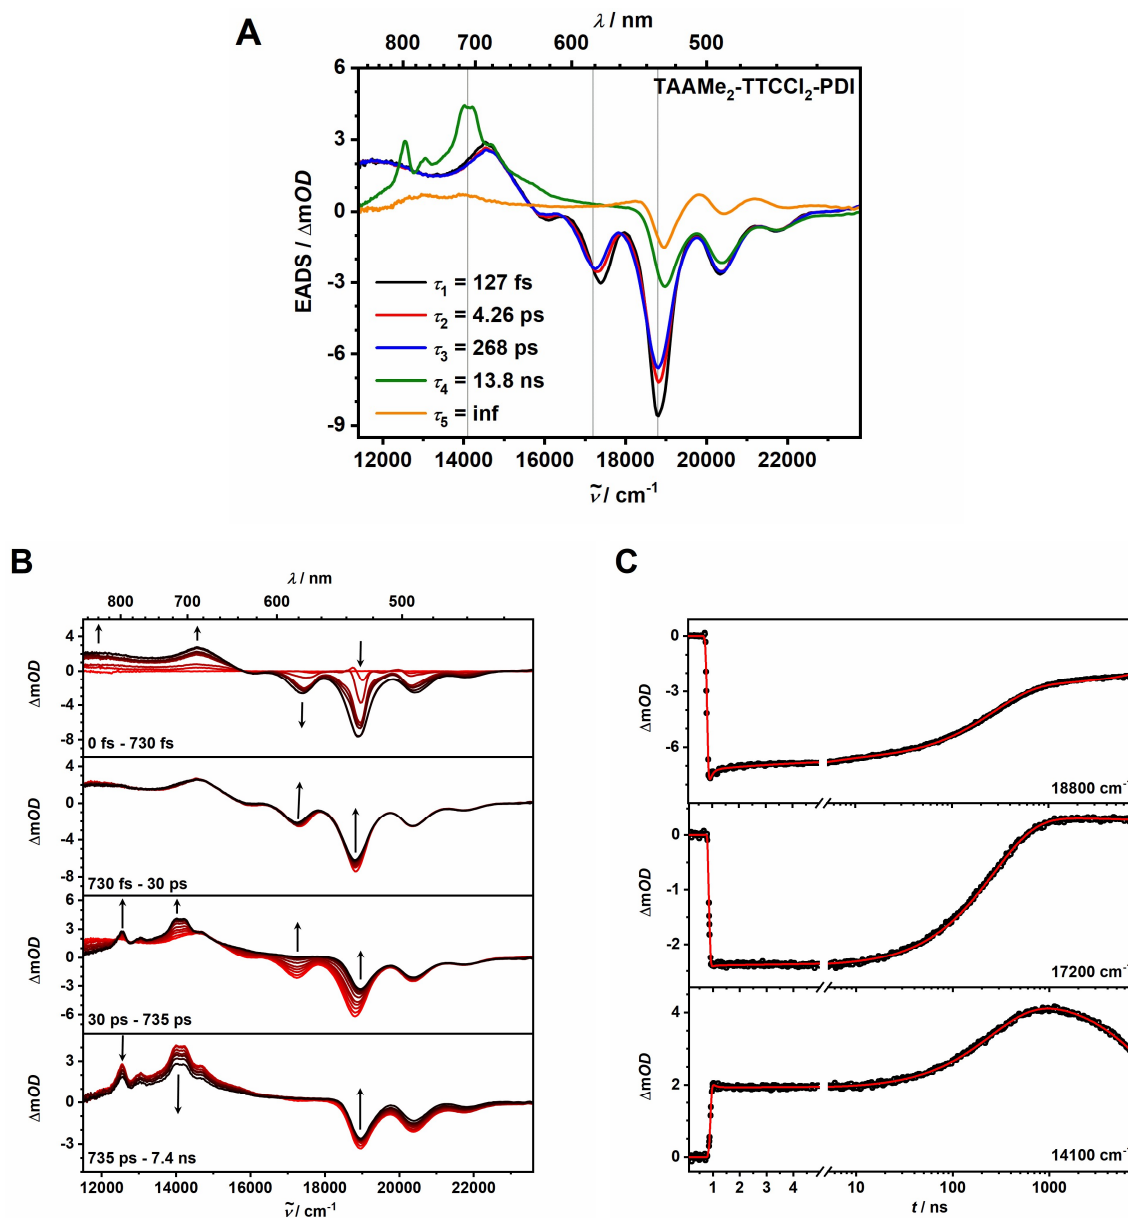 A
λ / nm
800 700 600 500
TAAMe₂-TTCCl₂-PDI
6
3
0
-3
-6
-9
EADS / ΔmOD
τ₁ = 127 fs
τ₂ = 4.26 ps
τ₃ = 268 ps
τ₄ = 13.8 ns
τ₅ = inf
12000 14000 16000 18000 20000 22000
ν̃ / cm⁻¹
B
λ / nm
800 700 600 500
4
0
-4
-8
ΔmOD
0 fs - 730 fs
4
0
-4
-8
ΔmOD
730 fs - 30 ps
6
3
0
-3
-6
ΔmOD
30 ps - 735 ps
3
0
-3
ΔmOD
735 ps - 7.4 ns
12000 14000 16000 18000 20000 22000
ν̃ / cm⁻¹
C
0
-3
-6
ΔmOD
18800 cm⁻¹
0
-1
-2
ΔmOD
17200 cm⁻¹
4
2
0
ΔmOD
14100 cm⁻¹
1 2 3 4 10 100 1000
t / ns